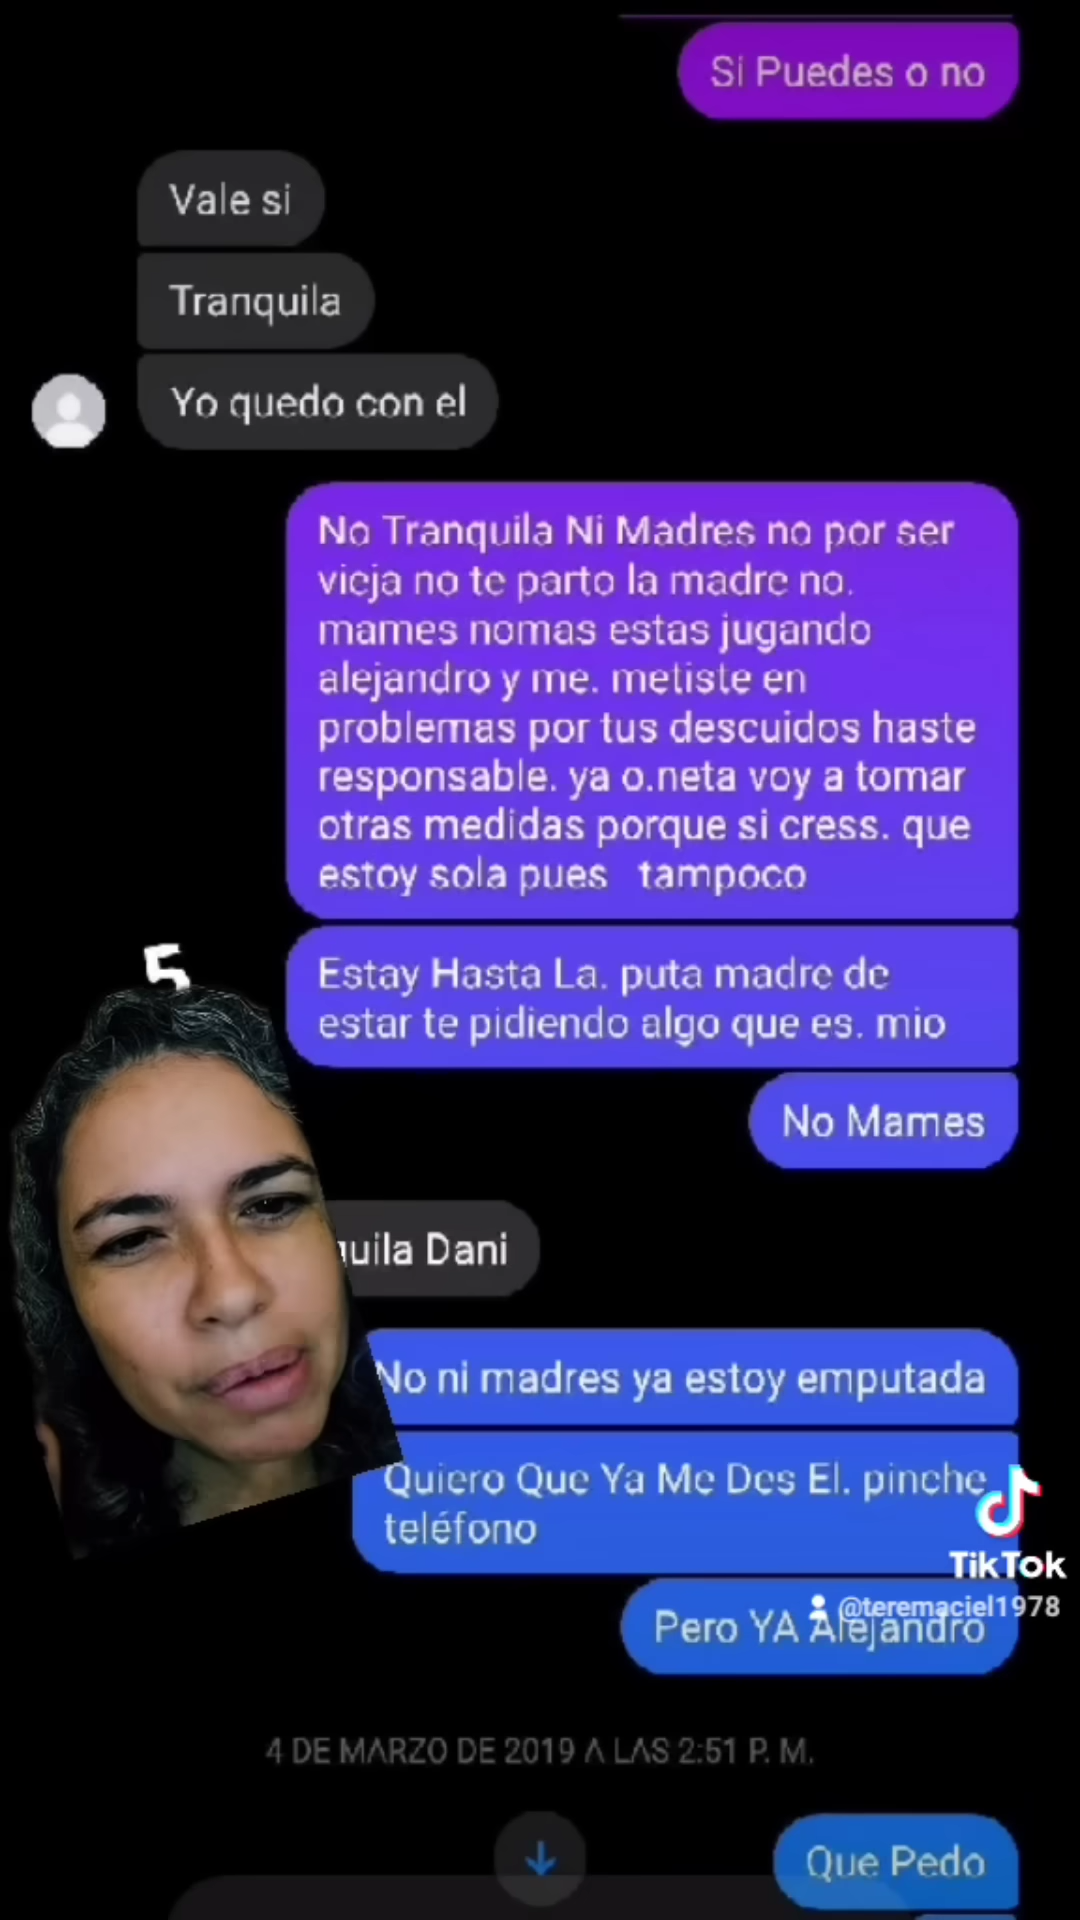 Si Puedes o no
Vale si
Tranquila
Yo quedo con el
No Tranquila Ni Madres no por ser
vieja no te parto la madre no.
mames nomas estas jugando
alejandro y me. metiste en
problemas por tus descuidos haste
responsable. ya o.neta voy a tomar
otras medidas porque si cress. que
estoy sola pues tampoco
5
Estay Hasta La. puta madre de
estar te pidiendo algo que es. mio
No Mames
Dani
No ni madres ya estoy emputada
Quiero Que Ya Me Des El. pinche
teléfono
TikTok
@teremaciel1978
Pero YA Alejandro
4 DE MARZO DE 2019 A LAS 2:51 P. M.
Que Pedo